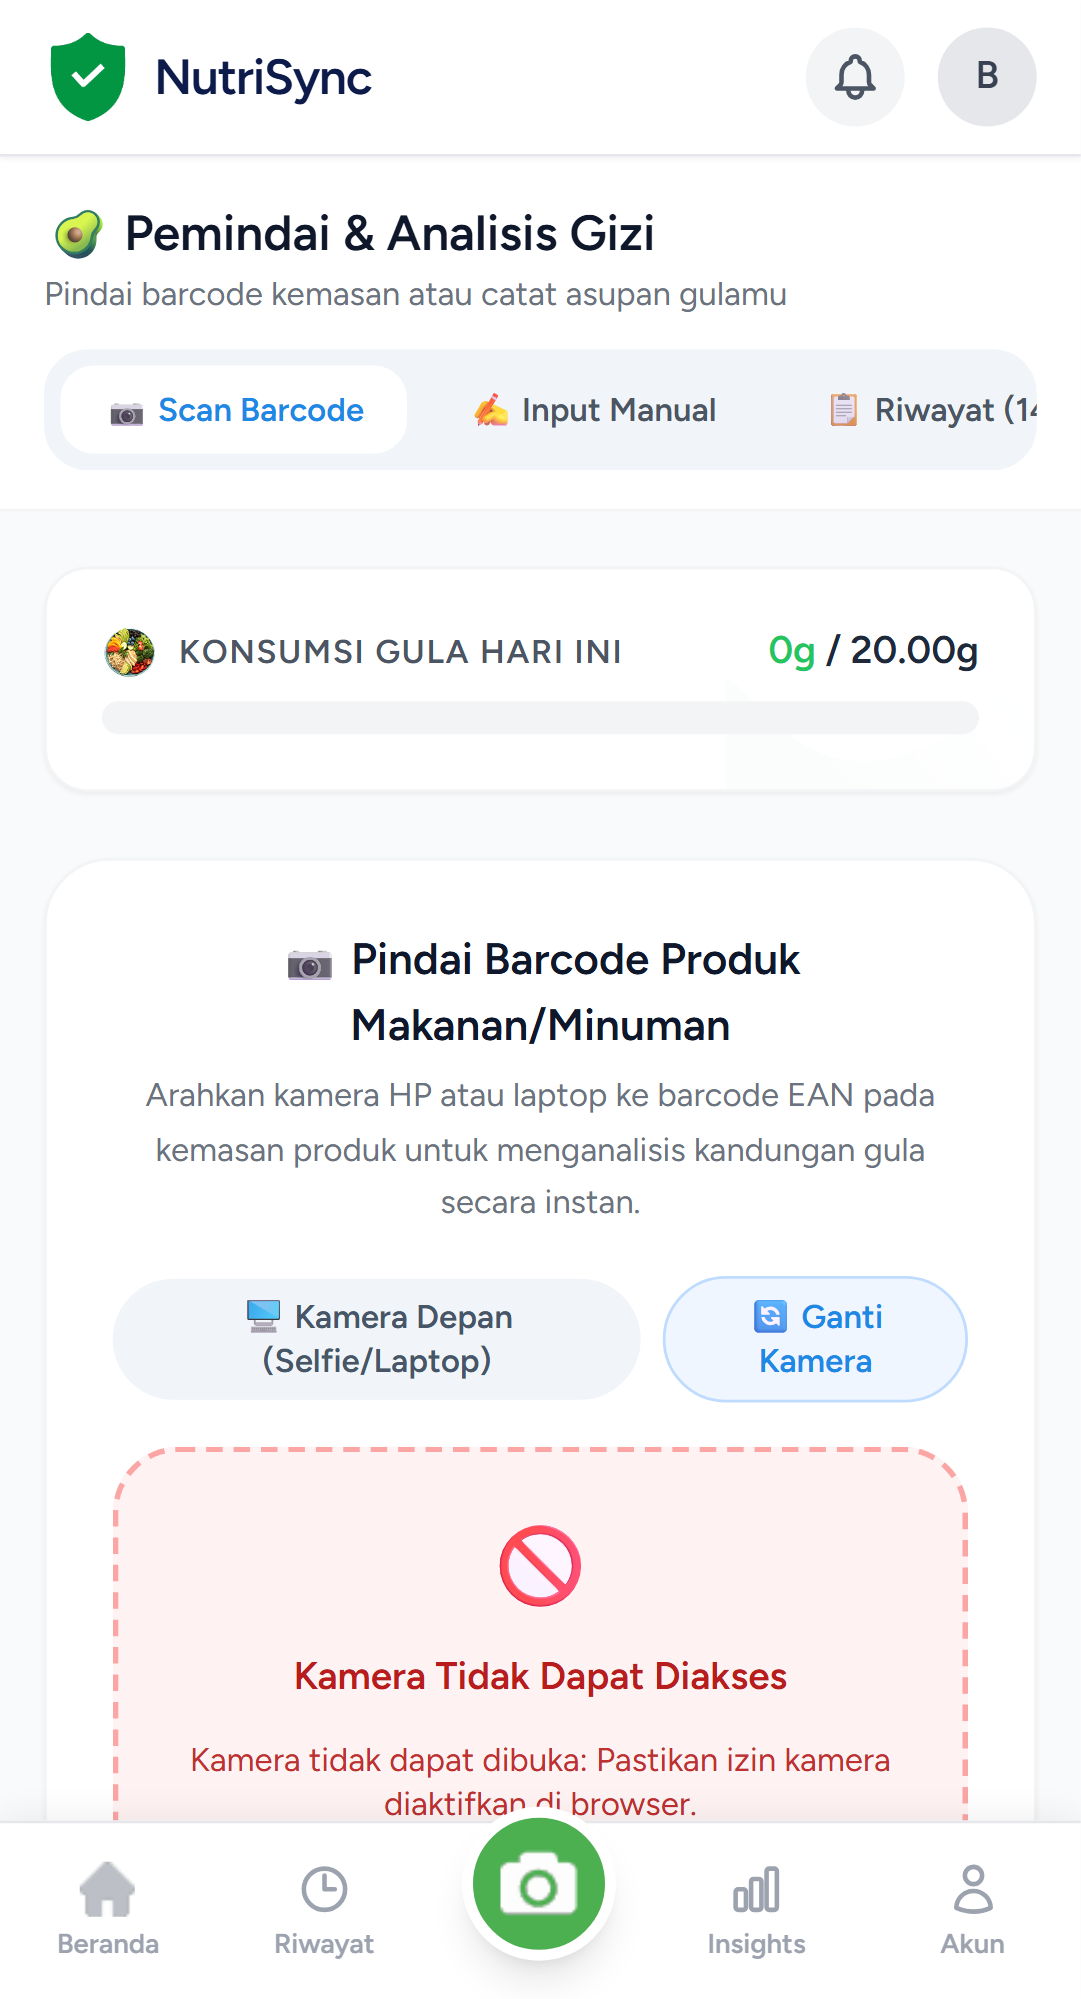 NutriSync
B
Pemindai & Analisis Gizi
Pindai barcode kemasan atau catat asupan gulamu
Scan Barcode
Input Manual
Riwayat (14
KONSUMSI GULA HARI INI
0g / 20.00g
Pindai Barcode Produk
Makanan/Minuman
Arahkan kamera HP atau laptop ke barcode EAN pada
kemasan produk untuk menganalisis kandungan gula
secara instan.
Kamera Depan
(Selfie/Laptop)
Ganti
Kamera
Kamera Tidak Dapat Diakses
Kamera tidak dapat dibuka: Pastikan izin kamera
diaktifkan di browser.
Beranda
Riwayat
Insights
Akun